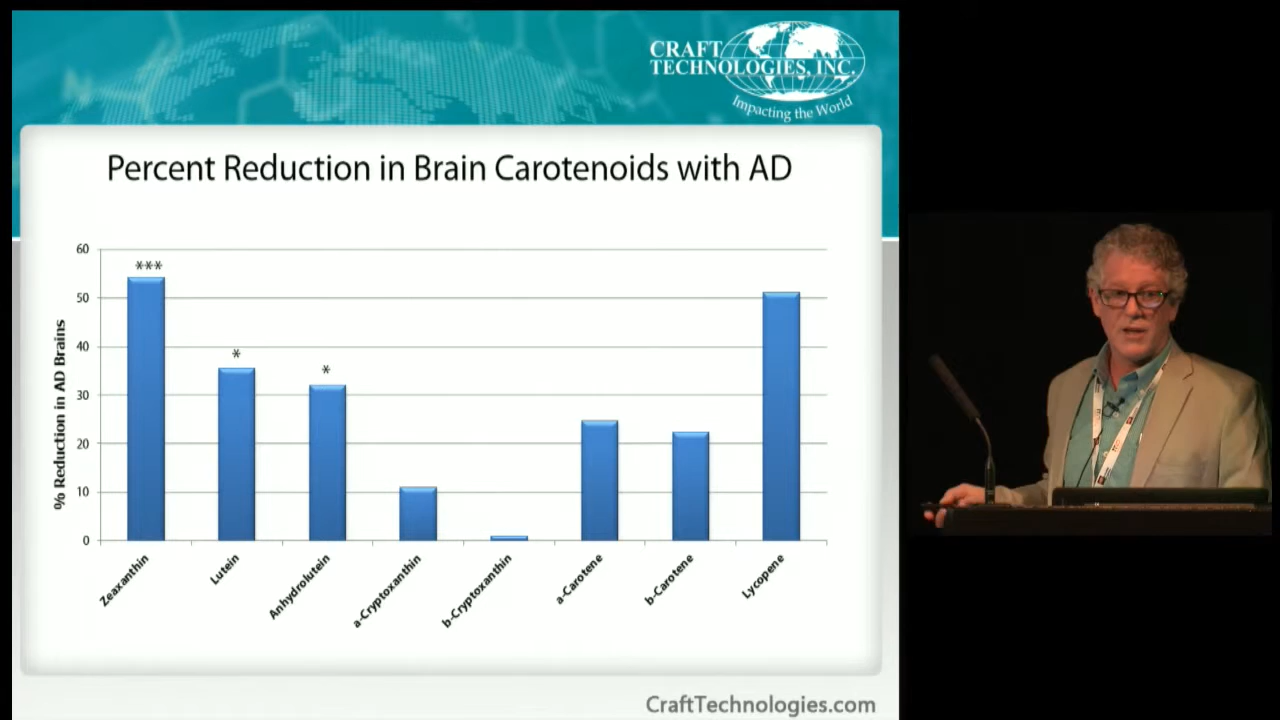 CRAFT
TECHNOLOGIES, INC.
Impacting the World
Percent Reduction in Brain Carotenoids with AD
% Reduction in AD Brains
60
50
40
30
20
10
0
***
*
*
Zeaxanthin
Lutein
Anhydrolutein
a-Cryptoxanthin
b-Cryptoxanthin
a-Carotene
b-Carotene
Lycopene
CraftTechnologies.com